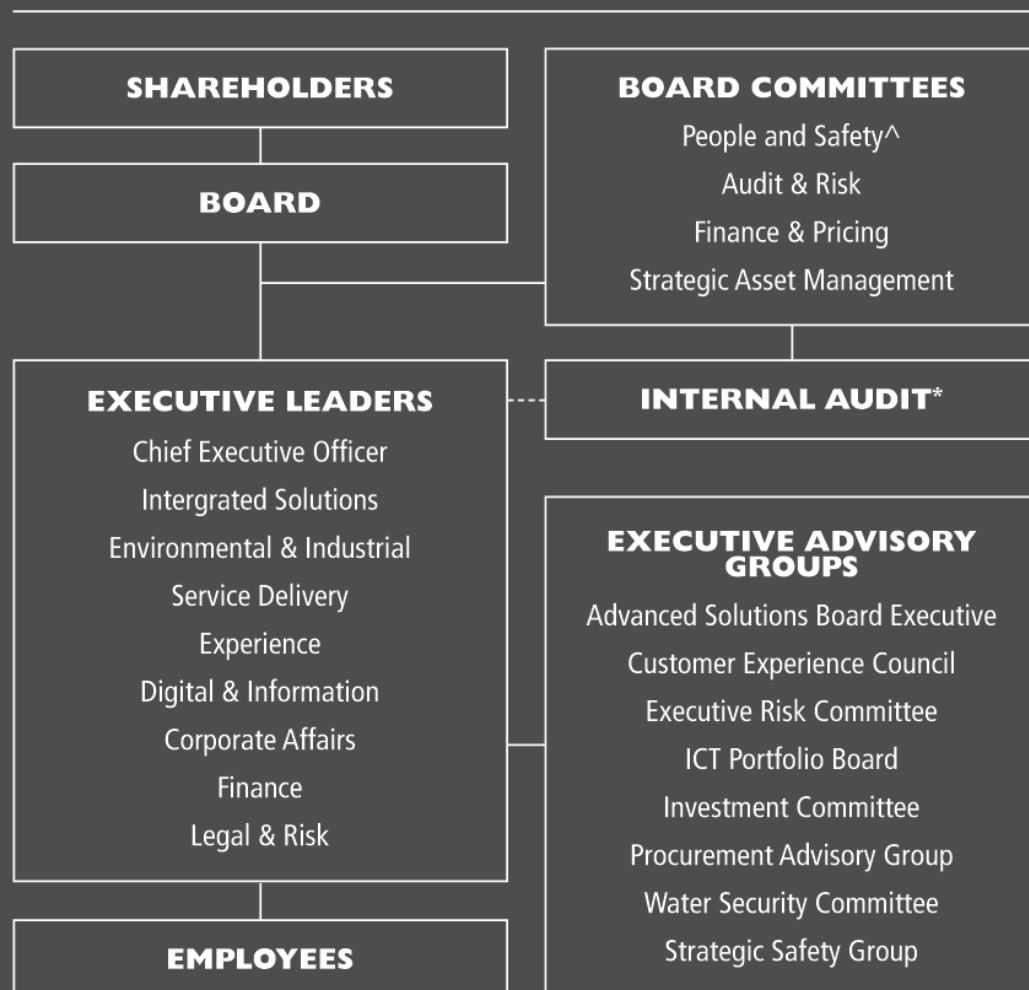 SHAREHOLDERS
BOARD
BOARD COMMITTEES
People and Safety^
Audit & Risk
Finance & Pricing
Strategic Asset Management
EXECUTIVE LEADERS
Chief Executive Officer
Intergrated Solutions
Environmental & Industrial
Service Delivery
Experience
Digital & Information
Corporate Affairs
Finance
Legal & Risk
INTERNAL AUDIT*
EXECUTIVE ADVISORY
GROUPS
Advanced Solutions Board Executive
Customer Experience Council
Executive Risk Committee
ICT Portfolio Board
Investment Committee
Procurement Advisory Group
Water Security Committee
Strategic Safety Group
EMPLOYEES